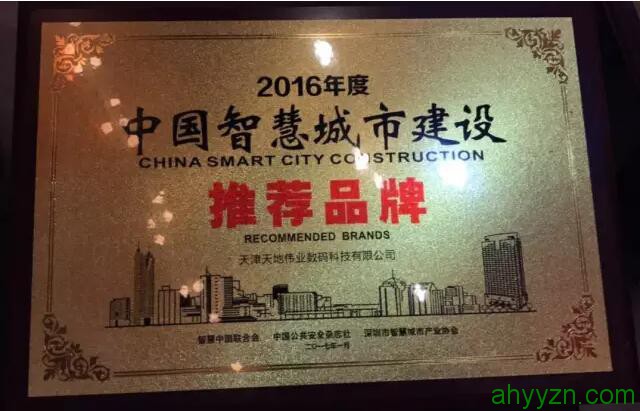 2016年度
中国智慧城市建设
CHINA SMART CITY CONSTRUCTION
推荐品牌
RECOMMENDED BRANDS
天津天地伟业数码科技有限公司
智慧中国联合会 中国公共安全杂志社 深圳市智慧城市产业协会
二〇一七年一月
ahyyzn.com